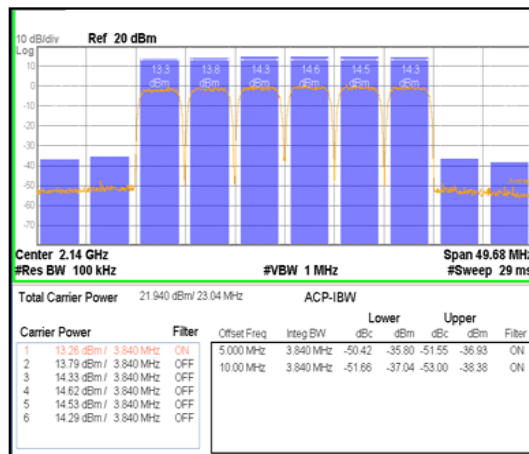 10 dB/div Ref 20 dBm
Log
10
0
-10
-20
-30
-40
-50
-60
-70
13.3 dBm 13.8 dBm 14.3 dBm 14.6 dBm 14.5 dBm 14.3 dBm
Center 2.14 GHz Span 49.68 MHz
#Res BW 100 kHz #VBW 1 MHz #Sweep 29 ms
Total Carrier Power 21.940 dBm/ 23.04 MHz ACP-IBW
Carrier Power Filter
1 13.26 dBm / 3.840 MHz ON
2 13.79 dBm / 3.840 MHz OFF
3 14.33 dBm / 3.840 MHz OFF
4 14.62 dBm / 3.840 MHz OFF
5 14.53 dBm / 3.840 MHz OFF
6 14.29 dBm / 3.840 MHz OFF
Lower Upper
Offset Freq Integ BW dBc dBm dBc dBm Filter
5.000 MHz 3.840 MHz -50.42 -35.80 -51.55 -36.93 ON
10.00 MHz 3.840 MHz -51.66 -37.04 -53.00 -38.38 ON